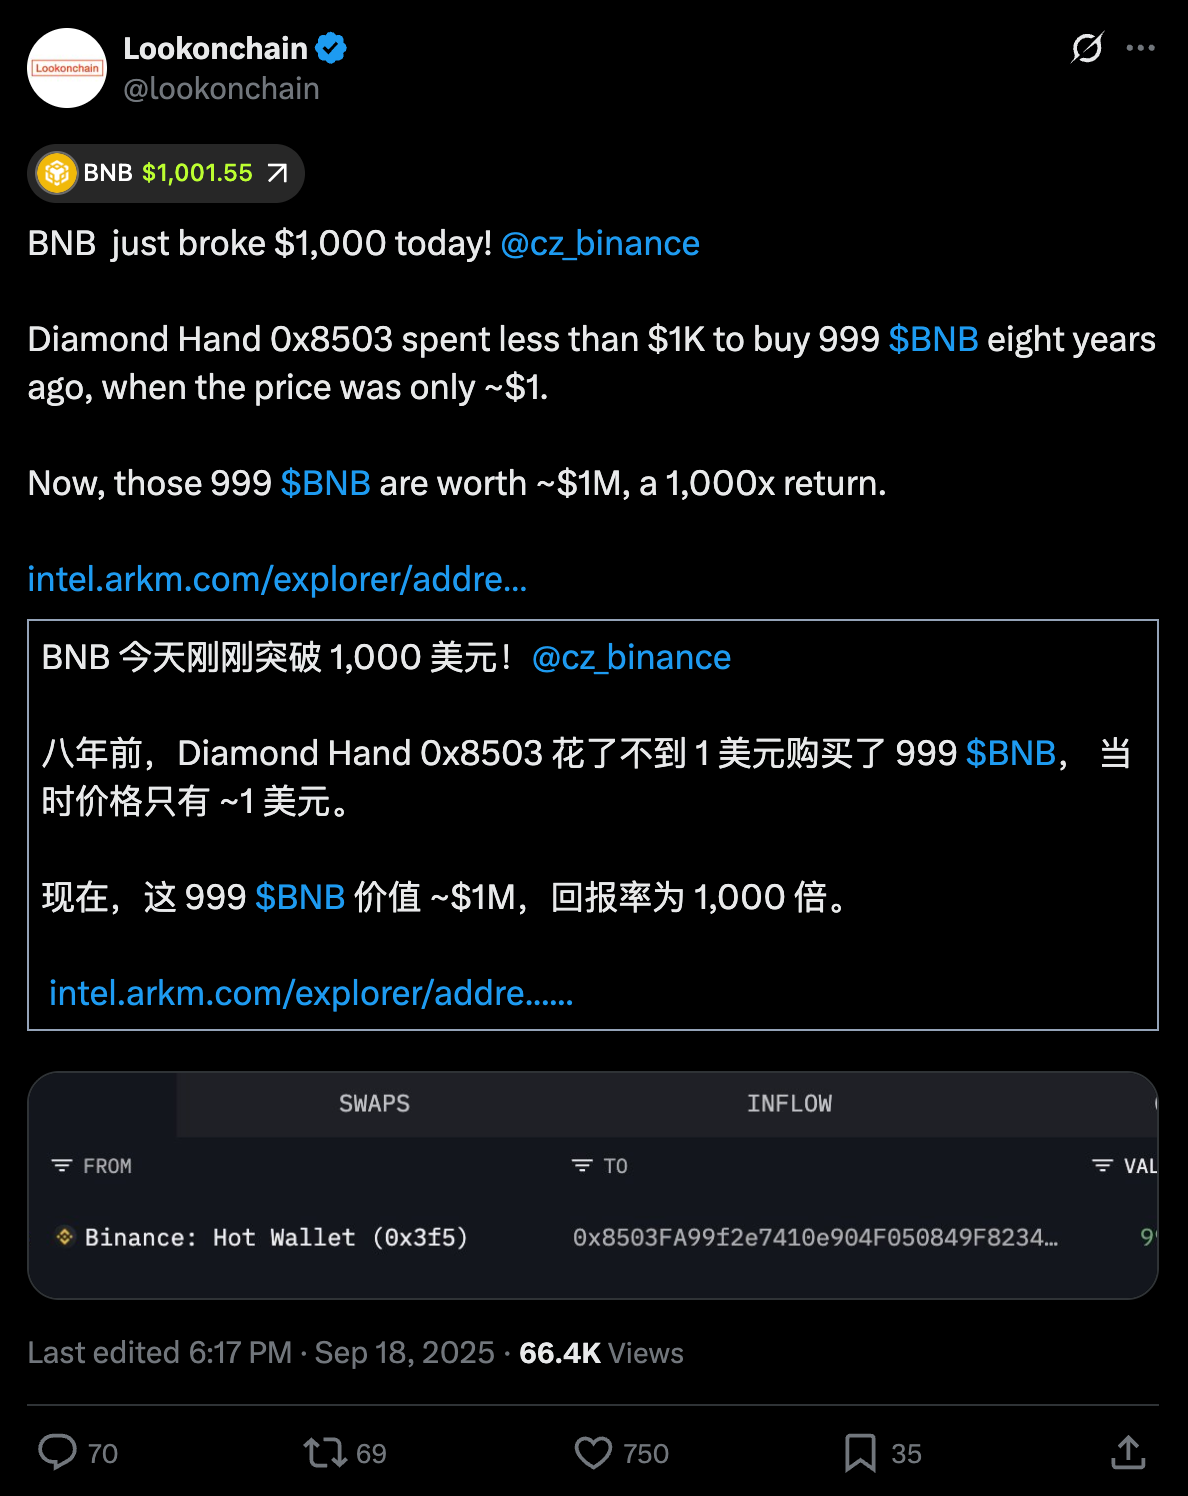 Lookonchain
Lookonchain
@lookonchain
BNB $1,001.55
BNB just broke $1,000 today! @cz_binance
Diamond Hand 0x8503 spent less than $1K to buy 999 $BNB eight years
ago, when the price was only ~$1.
Now, those 999 $BNB are worth ~$1M, a 1,000x return.
intel.arkm.com/explorer/addre...
BNB 今天刚刚突破 1,000 美元！@cz_binance
八年前，Diamond Hand 0x8503 花了不到 1 美元购买了 999 $BNB， 当
时价格只有 ~1 美元。
现在，这 999 $BNB 价值 ~$1M，回报率为 1,000 倍。
intel.arkm.com/explorer/addre......
SWAPS INFLOW
FROM TO VAL
Binance: Hot Wallet (0x3f5) 0x8503FA99f2e7410e904F050849F8234… 9
Last edited 6:17 PM · Sep 18, 2025 · 66.4K Views
70 69 750 35